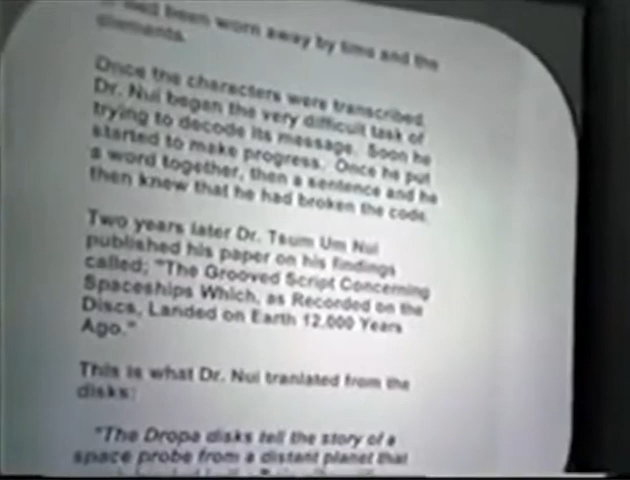 had been worn away by time and the
elements.
Once the characters were transcribed,
Dr. Nui began the very difficult task of
trying to decode its message. Soon he
started to make progress. Once he put
a word together, then a sentence and he
then knew that he had broken the code.
Two years later Dr. Tsum Um Nui
published his paper on his findings
called; "The Grooved Script Concerning
Spaceships Which, as Recorded on the
Discs, Landed on Earth 12,000 Years
Ago."
This is what Dr. Nui tranlated from the
disks:
"The Dropa disks tell the story of a
space probe from a distant planet that